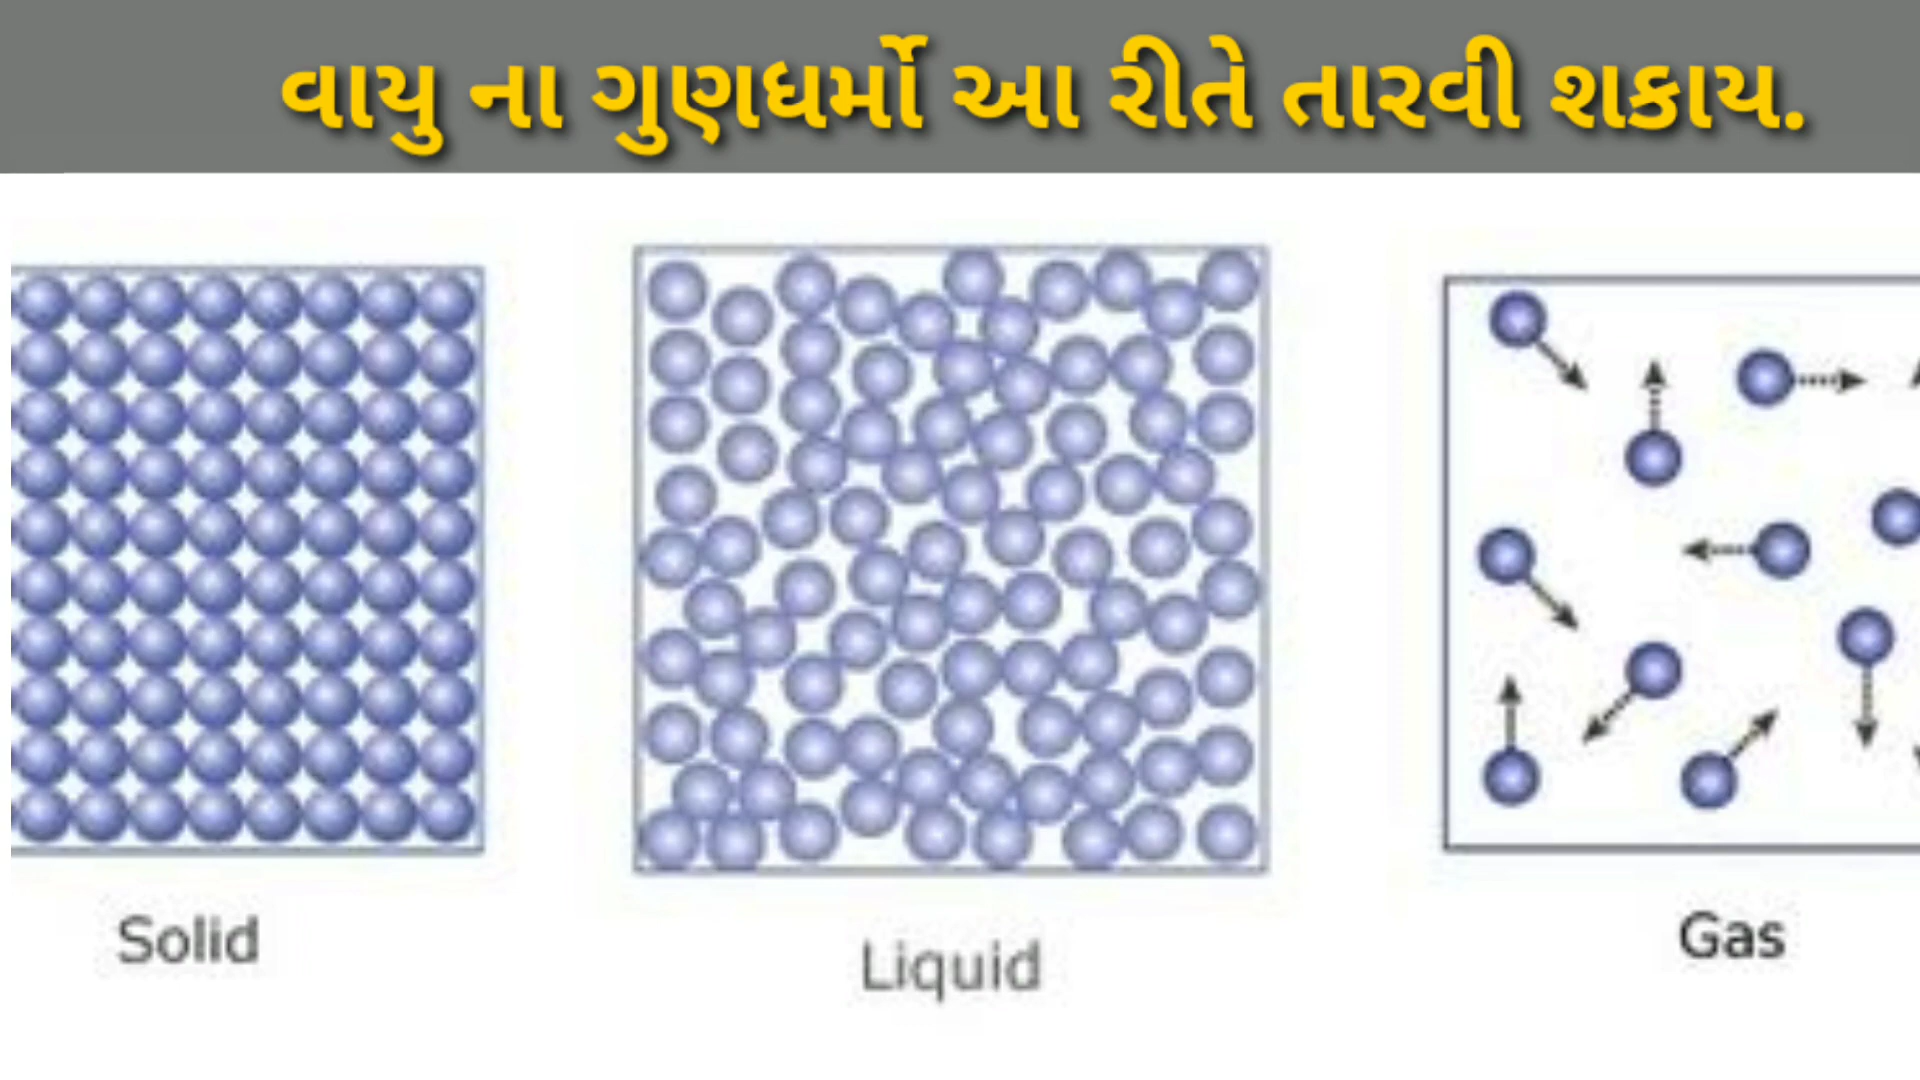 વાયુ ના ગુણધર્મો આ રીતે તારવી શકાય.
Solid
Liquid
Gas